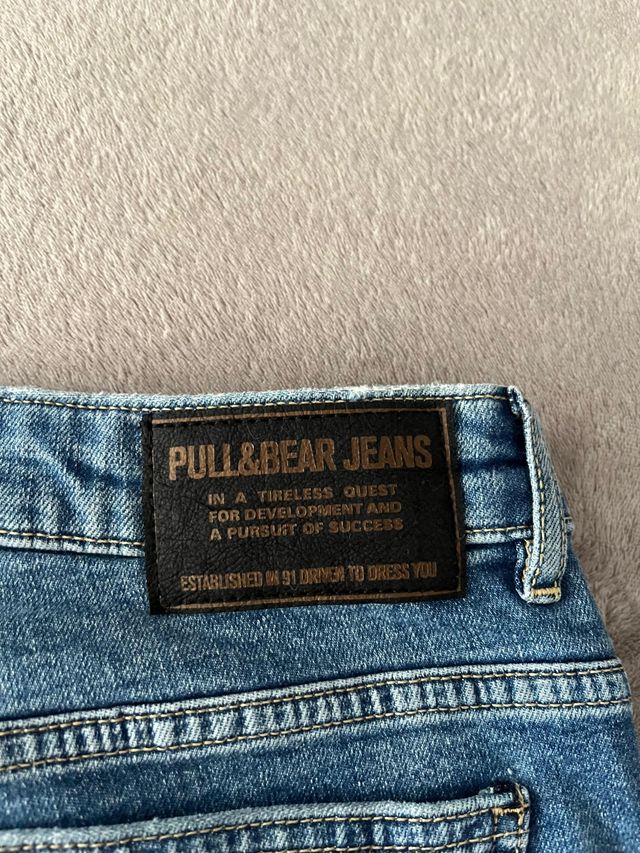 PULL&BEAR JEANS
IN A TIRELESS QUEST
FOR DEVELOPMENT AND
A PURSUIT OF SUCCESS
ESTABLISHED IN 91 DRIVEN TO DRESS YOU